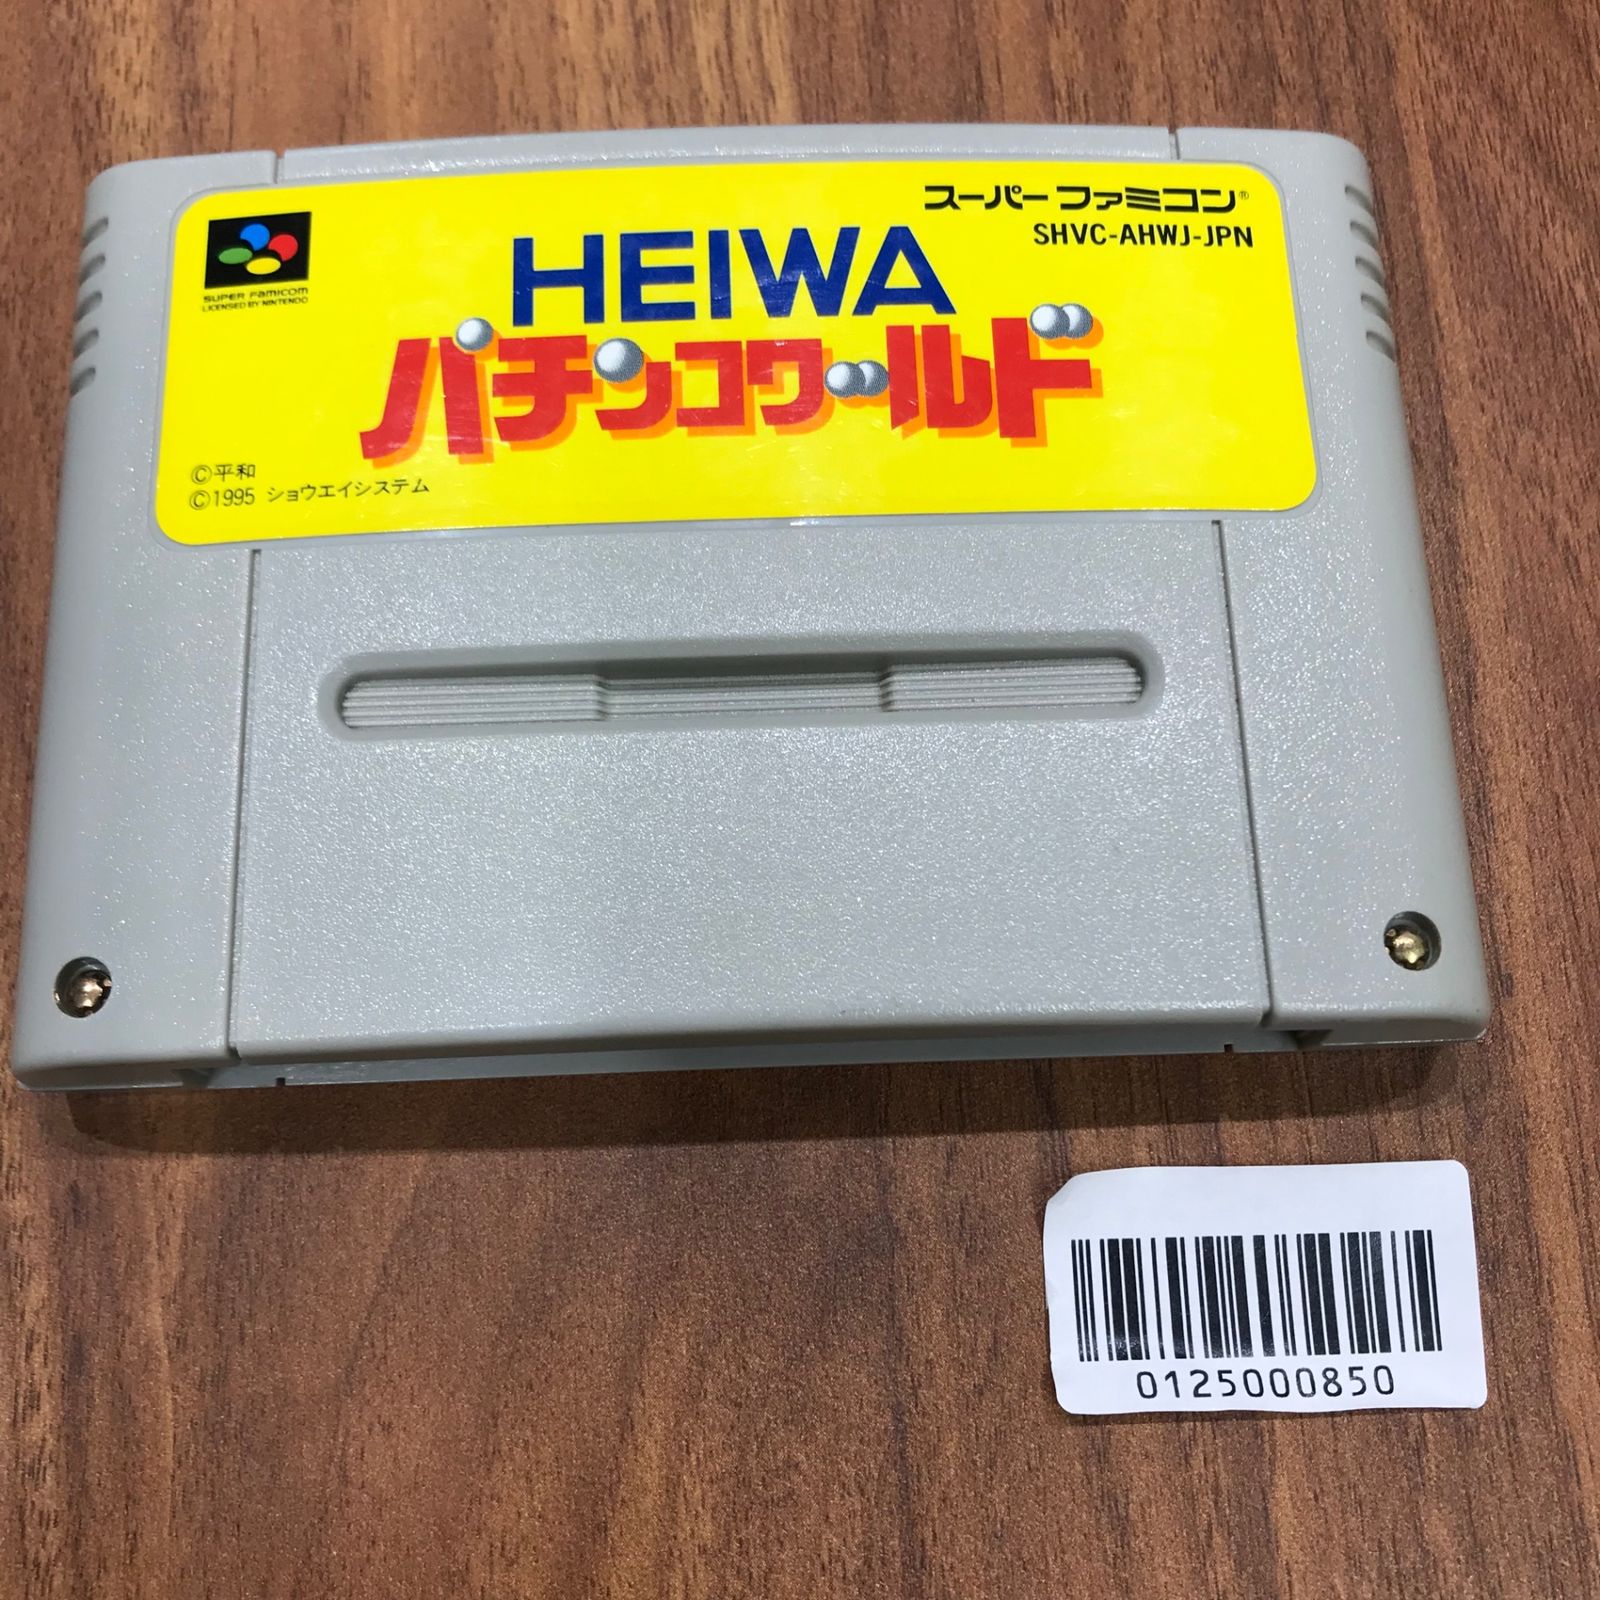 スーパーファミコン®
SHVC-AHWJ-JPN
SUPER FAMICOM
LICENSED BY NINTENDO
HEIWA
パチンコワールド
©平和
©1995 ショウエイシステム
0125000850